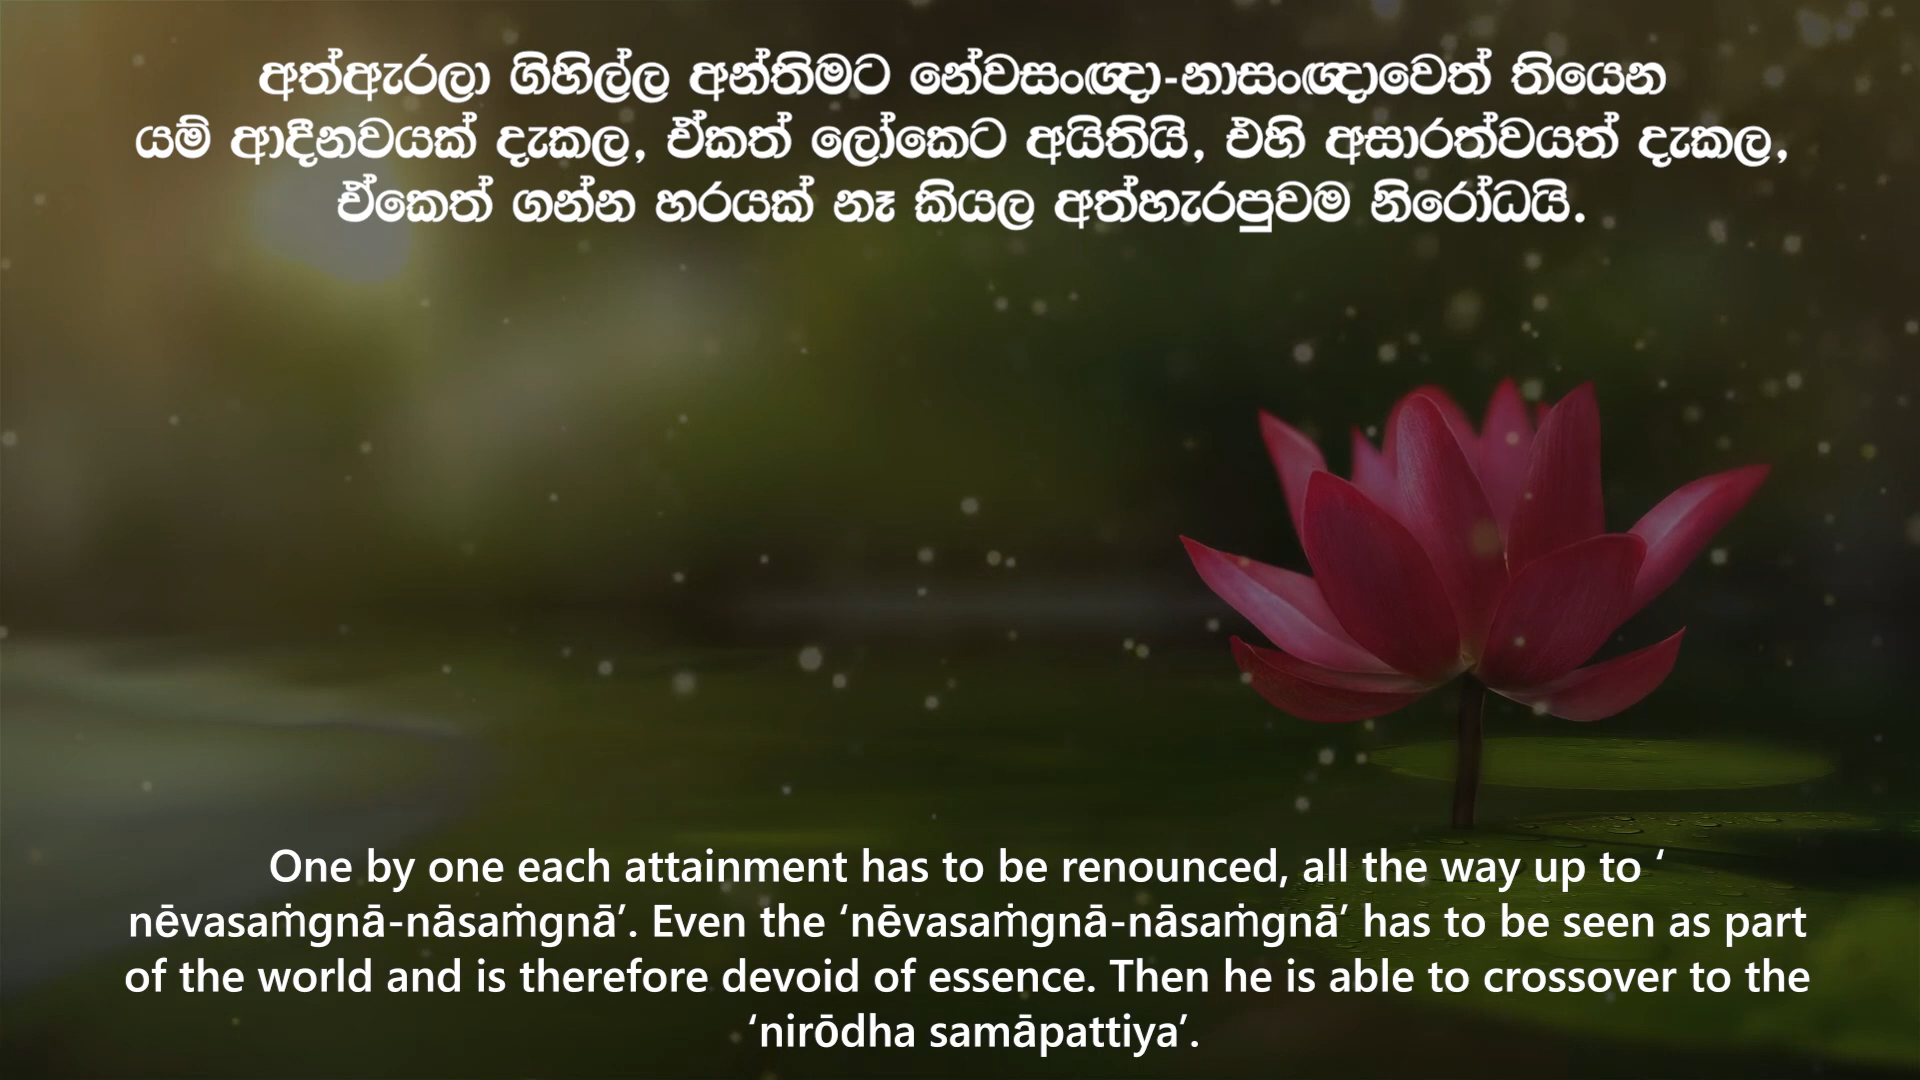 අත්ඇරලා ගිහිල්ල අන්තිමට නේවසංඥා-නාසංඥාවෙත් තියෙන
යම් ආදීනවයක් දැකල, ඒකත් ලෝකෙට අයිතියි, එහි අසාරත්වයත් දැකල,
ඒකෙත් ගන්න හරයක් නෑ කියල අත්හැරපුවම නිරෝධයි.
One by one each attainment has to be renounced, all the way up to ‘
nēvasaṁgnā-nāsaṁgnā’. Even the ‘nēvasaṁgnā-nāsaṁgnā’ has to be seen as part
of the world and is therefore devoid of essence. Then he is able to crossover to the
‘nirōdha samāpattiya’.